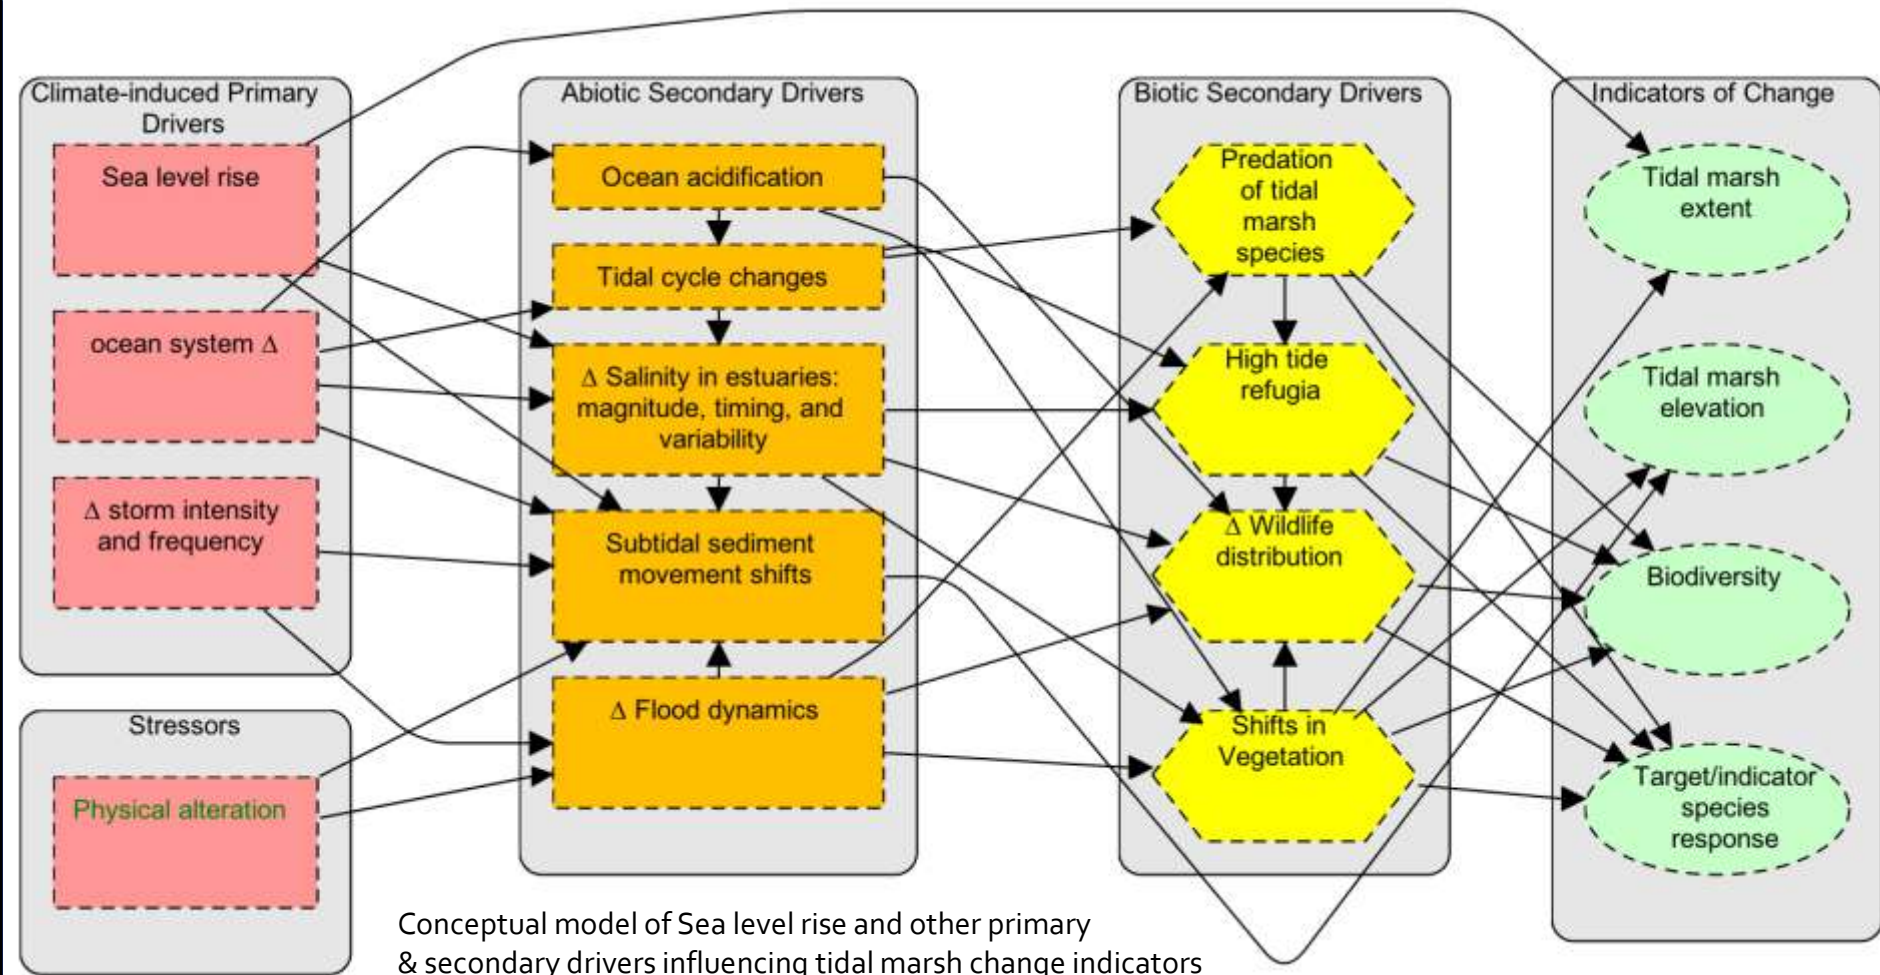 Climate-induced Primary
Drivers
Sea level rise
ocean system Δ
Δ storm intensity
and frequency
Stressors
Physical alteration
Abiotic Secondary Drivers
Ocean acidification
Tidal cycle changes
Δ Salinity in estuaries:
magnitude, timing, and
variability
Subtidal sediment
movement shifts
Δ Flood dynamics
Biotic Secondary Drivers
Predation
of tidal
marsh
species
High tide
refugia
Δ Wildlife
distribution
Shifts in
Vegetation
Indicators of Change
Tidal marsh
extent
Tidal marsh
elevation
Biodiversity
Target/indicator
species
response
Conceptual model of Sea level rise and other primary
& secondary drivers influencing tidal marsh change indicators